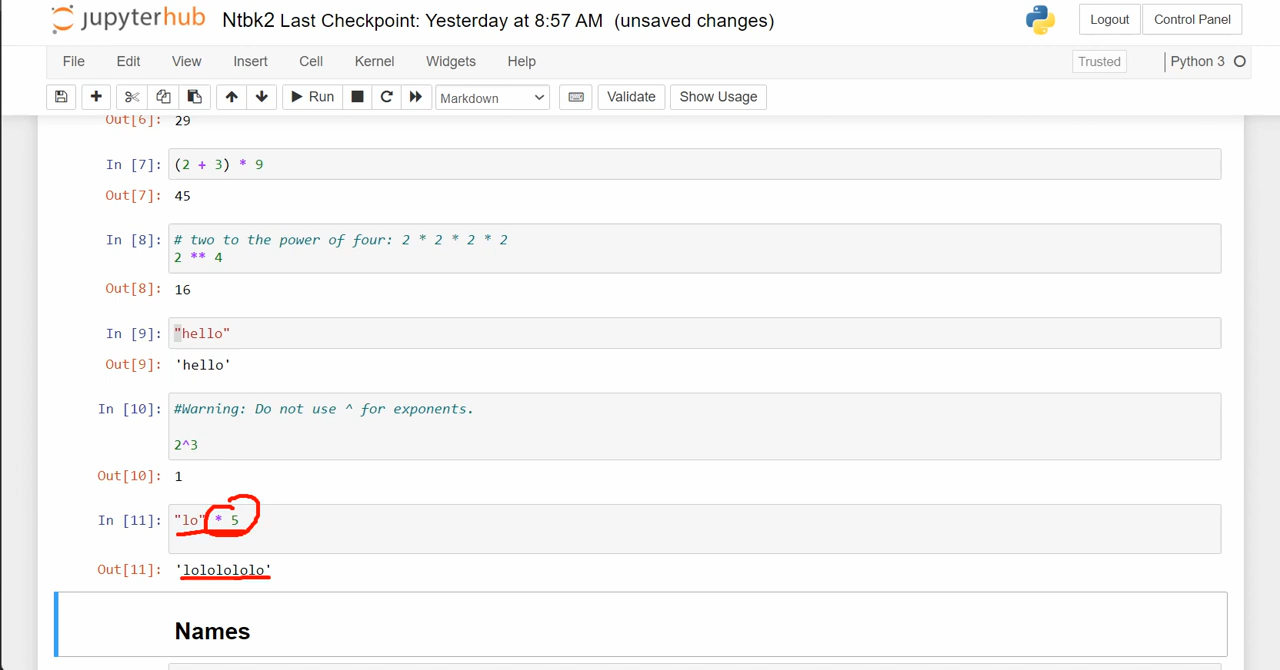 jupyterhub Ntbk2 Last Checkpoint: Yesterday at 8:57 AM (unsaved changes) Logout Control Panel
File Edit View Insert Cell Kernel Widgets Help Trusted Python 3
Run Markdown Validate Show Usage
Out[6]: 29
In [7]: (2 + 3) * 9
Out[7]: 45
In [8]: # two to the power of four: 2 * 2 * 2 * 2
2 ** 4
Out[8]: 16
In [9]: "hello"
Out[9]: 'hello'
In [10]: #Warning: Do not use ^ for exponents.
2^3
Out[10]: 1
In [11]: "lo" * 5
Out[11]: 'lololololo'
Names